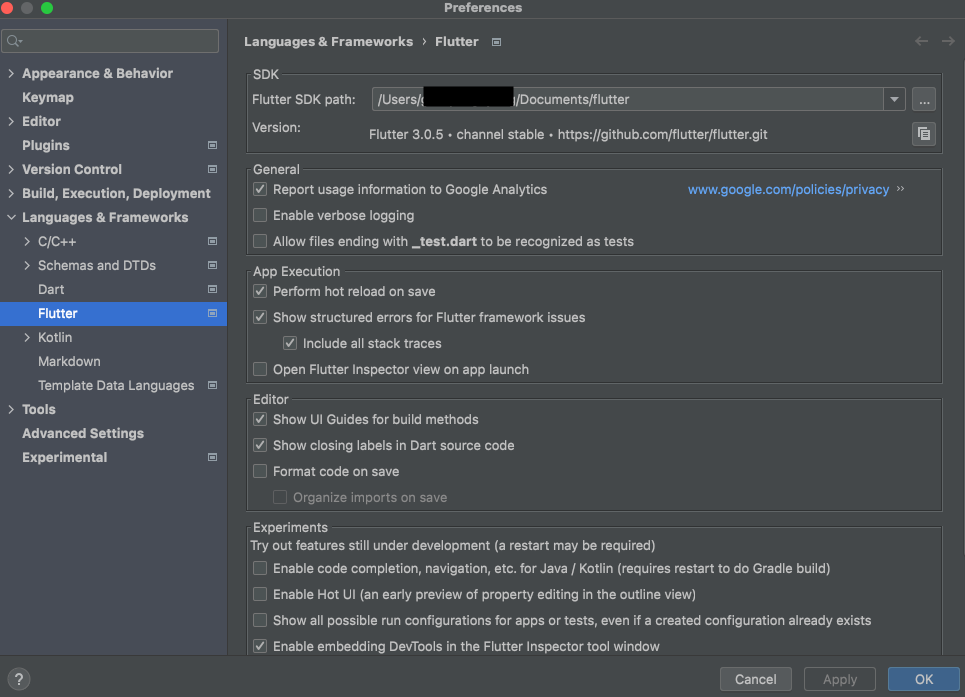 Preferences
Languages & Frameworks › Flutter
Appearance & Behavior
Keymap
Editor
Plugins
Version Control
Build, Execution, Deployment
Languages & Frameworks
C/C++
Schemas and DTDs
Dart
Flutter
Kotlin
Markdown
Template Data Languages
Tools
Advanced Settings
Experimental
SDK
Flutter SDK path: /Users/ /Documents/flutter ...
Version: Flutter 3.0.5 • channel stable • https://github.com/flutter/flutter.git
General
Report usage information to Google Analytics www.google.com/policies/privacy ››
Enable verbose logging
Allow files ending with _test.dart to be recognized as tests
App Execution
Perform hot reload on save
Show structured errors for Flutter framework issues
Include all stack traces
Open Flutter Inspector view on app launch
Editor
Show UI Guides for build methods
Show closing labels in Dart source code
Format code on save
Organize imports on save
Experiments
Try out features still under development (a restart may be required)
Enable code completion, navigation, etc. for Java / Kotlin (requires restart to do Gradle build)
Enable Hot UI (an early preview of property editing in the outline view)
Show all possible run configurations for apps or tests, even if a created configuration already exists
Enable embedding DevTools in the Flutter Inspector tool window
? Cancel Apply OK